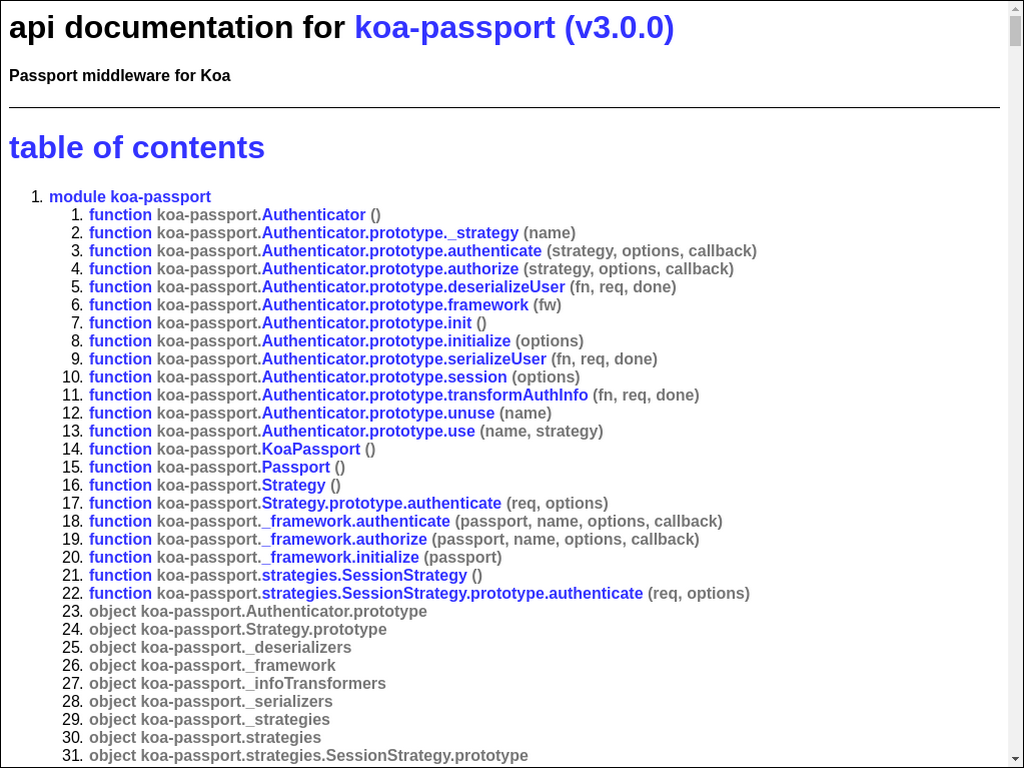 api documentation for koa-passport (v3.0.0)
Passport middleware for Koa
table of contents
1. module koa-passport
1. function koa-passport.Authenticator ()
2. function koa-passport.Authenticator.prototype._strategy (name)
3. function koa-passport.Authenticator.prototype.authenticate (strategy, options, callback)
4. function koa-passport.Authenticator.prototype.authorize (strategy, options, callback)
5. function koa-passport.Authenticator.prototype.deserializeUser (fn, req, done)
6. function koa-passport.Authenticator.prototype.framework (fw)
7. function koa-passport.Authenticator.prototype.init ()
8. function koa-passport.Authenticator.prototype.initialize (options)
9. function koa-passport.Authenticator.prototype.serializeUser (fn, req, done)
10. function koa-passport.Authenticator.prototype.session (options)
11. function koa-passport.Authenticator.prototype.transformAuthInfo (fn, req, done)
12. function koa-passport.Authenticator.prototype.unuse (name)
13. function koa-passport.Authenticator.prototype.use (name, strategy)
14. function koa-passport.KoaPassport ()
15. function koa-passport.Passport ()
16. function koa-passport.Strategy ()
17. function koa-passport.Strategy.prototype.authenticate (req, options)
18. function koa-passport._framework.authenticate (passport, name, options, callback)
19. function koa-passport._framework.authorize (passport, name, options, callback)
20. function koa-passport._framework.initialize (passport)
21. function koa-passport.strategies.SessionStrategy ()
22. function koa-passport.strategies.SessionStrategy.prototype.authenticate (req, options)
23. object koa-passport.Authenticator.prototype
24. object koa-passport.Strategy.prototype
25. object koa-passport._deserializers
26. object koa-passport._framework
27. object koa-passport._infoTransformers
28. object koa-passport._serializers
29. object koa-passport._strategies
30. object koa-passport.strategies
31. object koa-passport.strategies.SessionStrategy.prototype